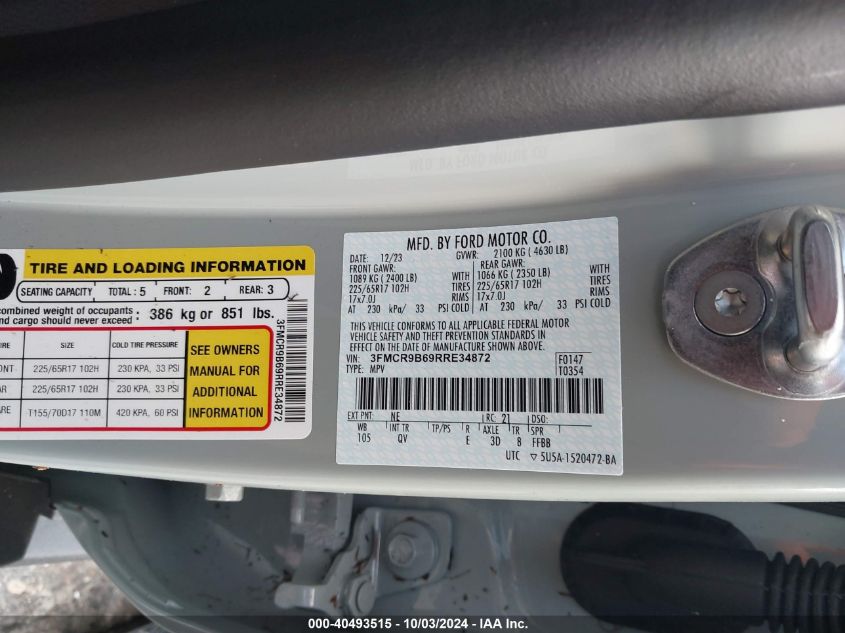 TIRE AND LOADING INFORMATION
SEATING CAPACITY TOTAL: 5 FRONT: 2 REAR: 3
combined weight of occupants
and cargo should never exceed : 386 kg or 851 lbs.
SIZE COLD TIRE PRESSURE
225/65R17 102H 230 KPA, 33 PSI
225/65R17 102H 230 KPA, 33 PSI
T155/70D17 110M 420 KPA, 60 PSI
SEE OWNERS
MANUAL FOR
ADDITIONAL
INFORMATION
3FMCR9B69RRE34872
MFD. BY FORD MOTOR CO.
DATE: 12/23 GVWR: 2100 KG ( 4630 LB)
FRONT GAWR: REAR GAWR:
1089 KG ( 2400 LB) WITH 1066 KG ( 2350 LB) WITH
225/65R17 102H TIRES 225/65R17 102H TIRES
17x7.0J RIMS 17x7.0J RIMS
AT 230 kPa/ 33 PSI COLD AT 230 kPa/ 33 PSI COLD
THIS VEHICLE CONFORMS TO ALL APPLICABLE FEDERAL MOTOR
VEHICLE SAFETY AND THEFT PREVENTION STANDARDS IN
EFFECT ON THE DATE OF MANUFACTURE SHOWN ABOVE.
VIN: 3FMCR9B69RRE34872 F0147
TYPE: MPV T0354
EXT PNT: NE RC: 21 DSO:
WB INT TR TP/PS R AXLE TR SPR
105 QV E 3D 8 FFBB
UTC ▽ 5U5A-1520472-BA
000-40493515 - 10/03/2024 - IAAI Inc.